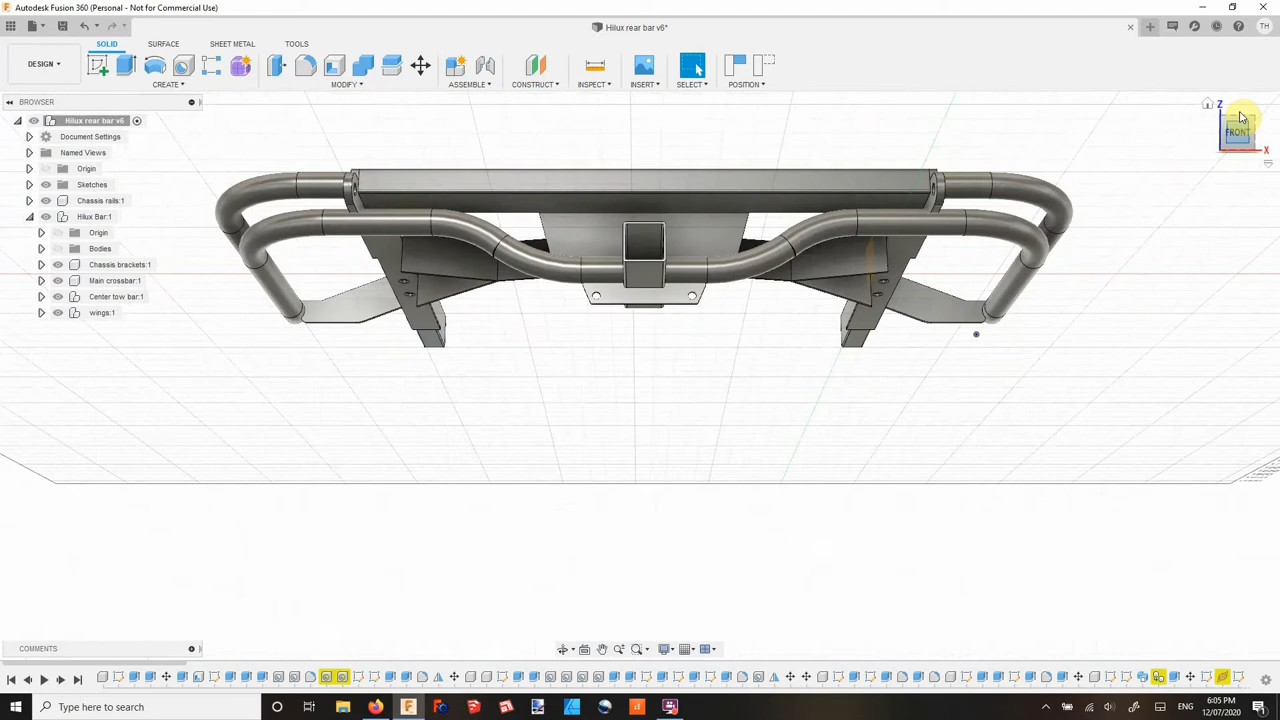 Autodesk Fusion 360 (Personal - Not for Commercial Use)
Hilux rear bar v6*
TH
SOLID
SURFACE
SHEET METAL
TOOLS
DESIGN
CREATE
MODIFY
ASSEMBLE
CONSTRUCT
INSPECT
INSERT
SELECT
POSITION
BROWSER
Hilux rear bar v6
Document Settings
Named Views
Origin
Sketches
Chassis rails:1
Hilux Bar:1
Origin
Bodies
Chassis brackets:1
Main crossbar:1
Center tow bar:1
wings:1
Z
FRONT
X
COMMENTS
Type here to search
ENG
6:05 PM
12/07/2020